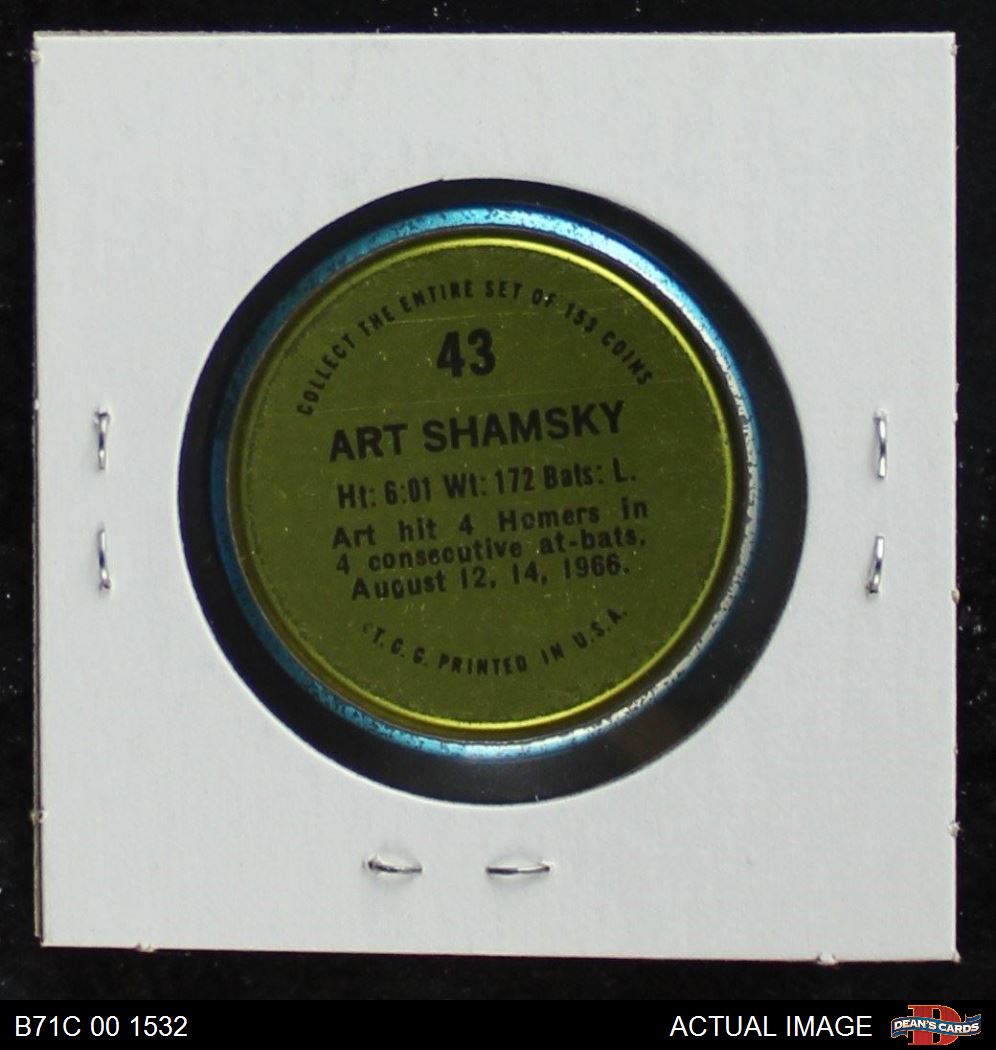 COLLECT THE ENTIRE SET OF 153 COINS
43
ART SHAMSKY
Ht: 6:01 Wt: 172 Bats: L.
Art hit 4 Homers in
4 consecutive at-bats.
August 12, 14, 1966.
©T. C. G. PRINTED IN U.S.A.
B71C 00 1532
ACTUAL IMAGE
DEAN'S CARDS